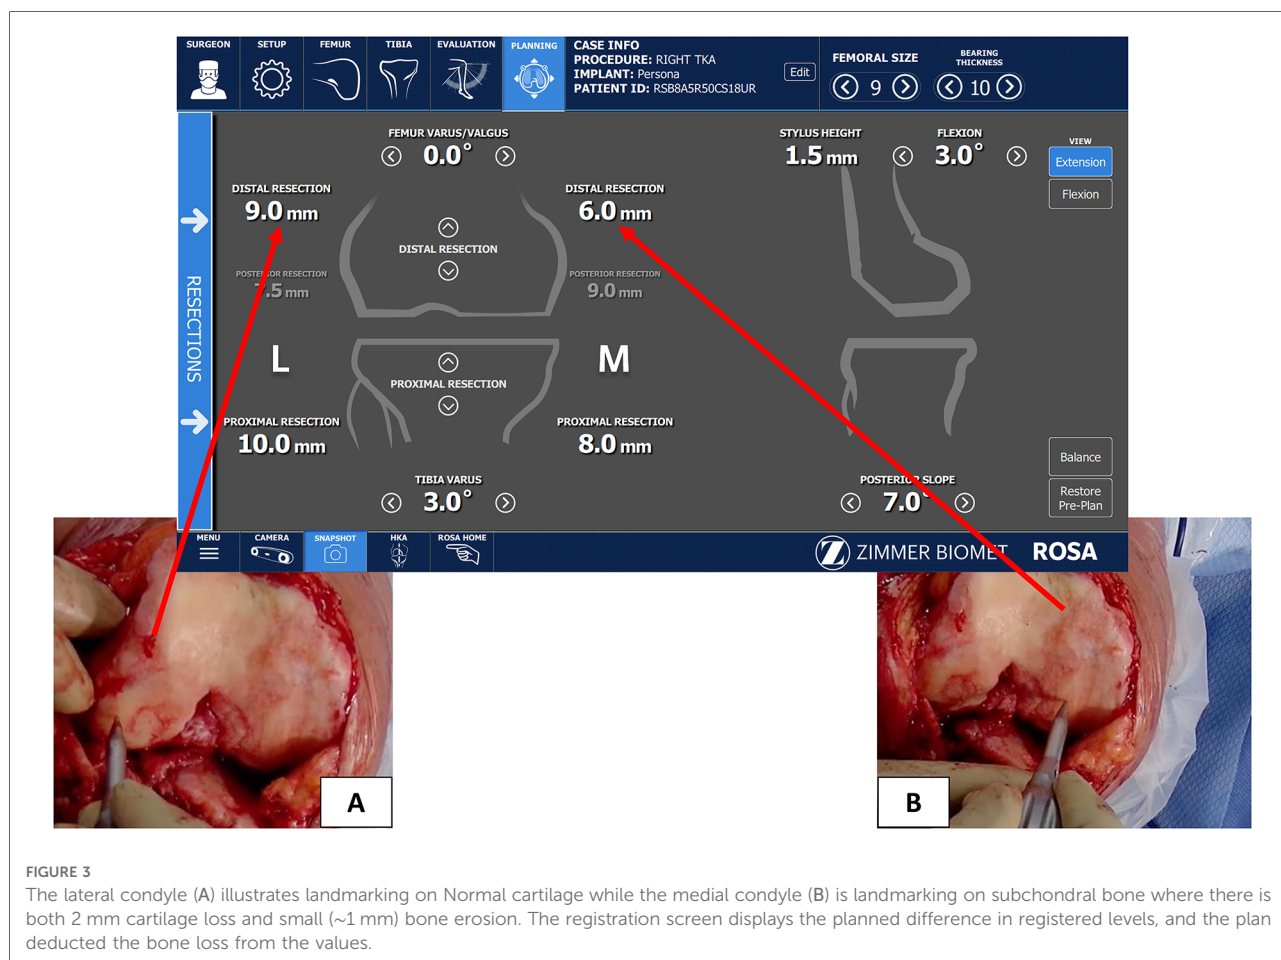 SURGEON
SETUP
FEMUR
TIBIA
EVALUATION
PLANNING
CASE INFO
PROCEDURE: RIGHT TKA
IMPLANT: Persona
PATIENT ID: RSB8A5R50CS18UR
Edit
FEMORAL SIZE
9
BEARING
THICKNESS
10
FEMUR VARUS/VALGUS
0.0°
STYLUS HEIGHT
1.5 mm
FLEXION
3.0°
VIEW
Extension
Flexion
DISTAL RESECTION
9.0 mm
DISTAL RESECTION
6.0 mm
DISTAL RESECTION
POSTERIOR RESECTION
7.5 mm
POSTERIOR RESECTION
9.0 mm
RESECTIONS
L
M
PROXIMAL RESECTION
PROXIMAL RESECTION
10.0 mm
PROXIMAL RESECTION
8.0 mm
TIBIA VARUS
3.0°
POSTERIOR SLOPE
7.0°
Balance
Restore
Pre-Plan
MENU
CAMERA
SNAPSHOT
HKA
ROSA HOME
Z ZIMMER BIOMET
ROSA
A
B
FIGURE 3
The lateral condyle (A) illustrates landmarking on Normal cartilage while the medial condyle (B) is landmarking on subchondral bone where there is
both 2 mm cartilage loss and small (~1 mm) bone erosion. The registration screen displays the planned difference in registered levels, and the plan
deducted the bone loss from the values.